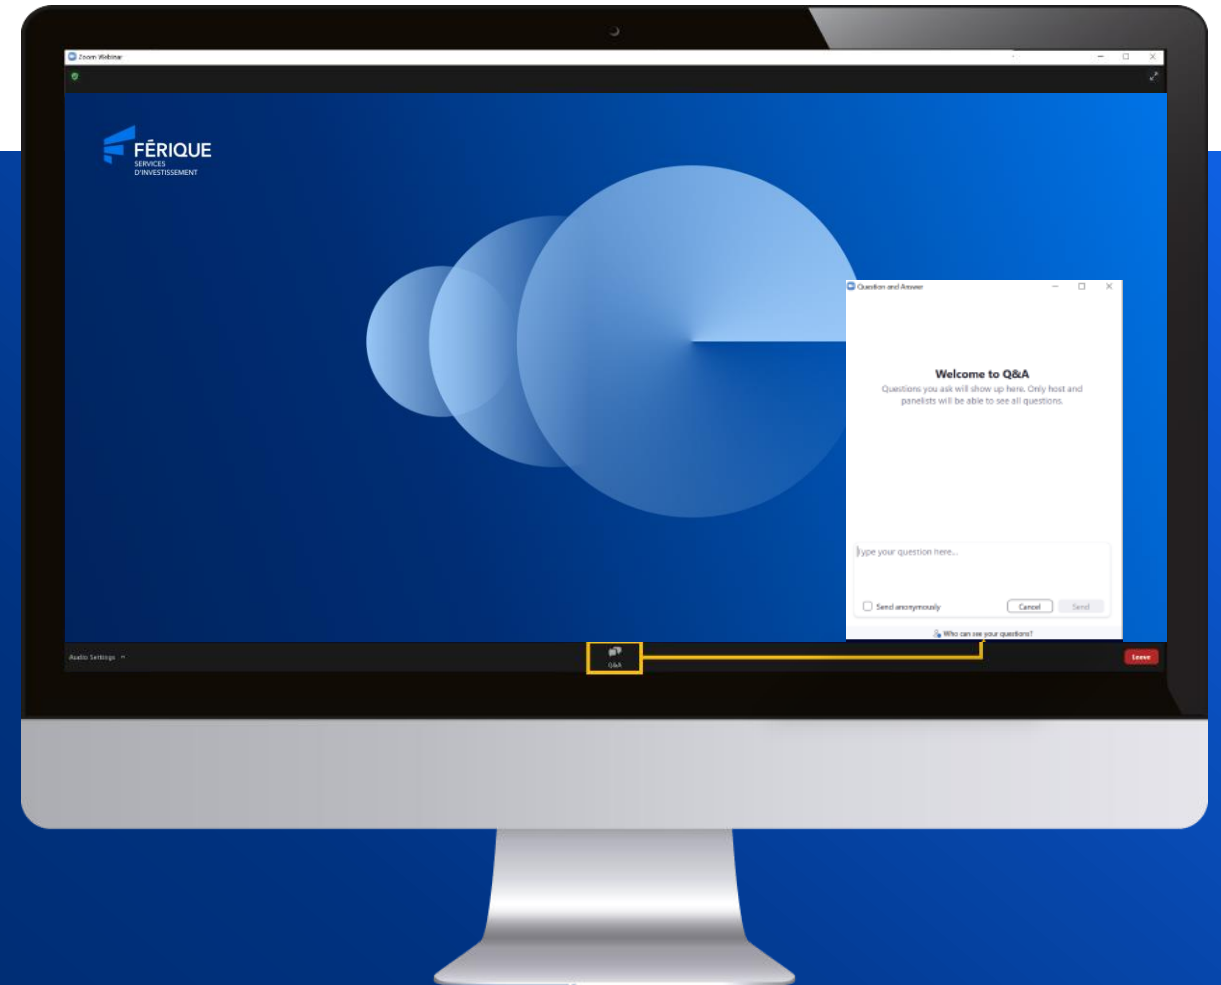 Zoom Webinar
FÉRIQUE
SERVICES
D'INVESTISSEMENT
Question and Answer
Welcome to Q&A
Questions you ask will show up here. Only host and
panelists will be able to see all questions.
Type your question here...
Send anonymously
Cancel
Send
Who can see your questions?
Audio Settings
Q&A
Leave